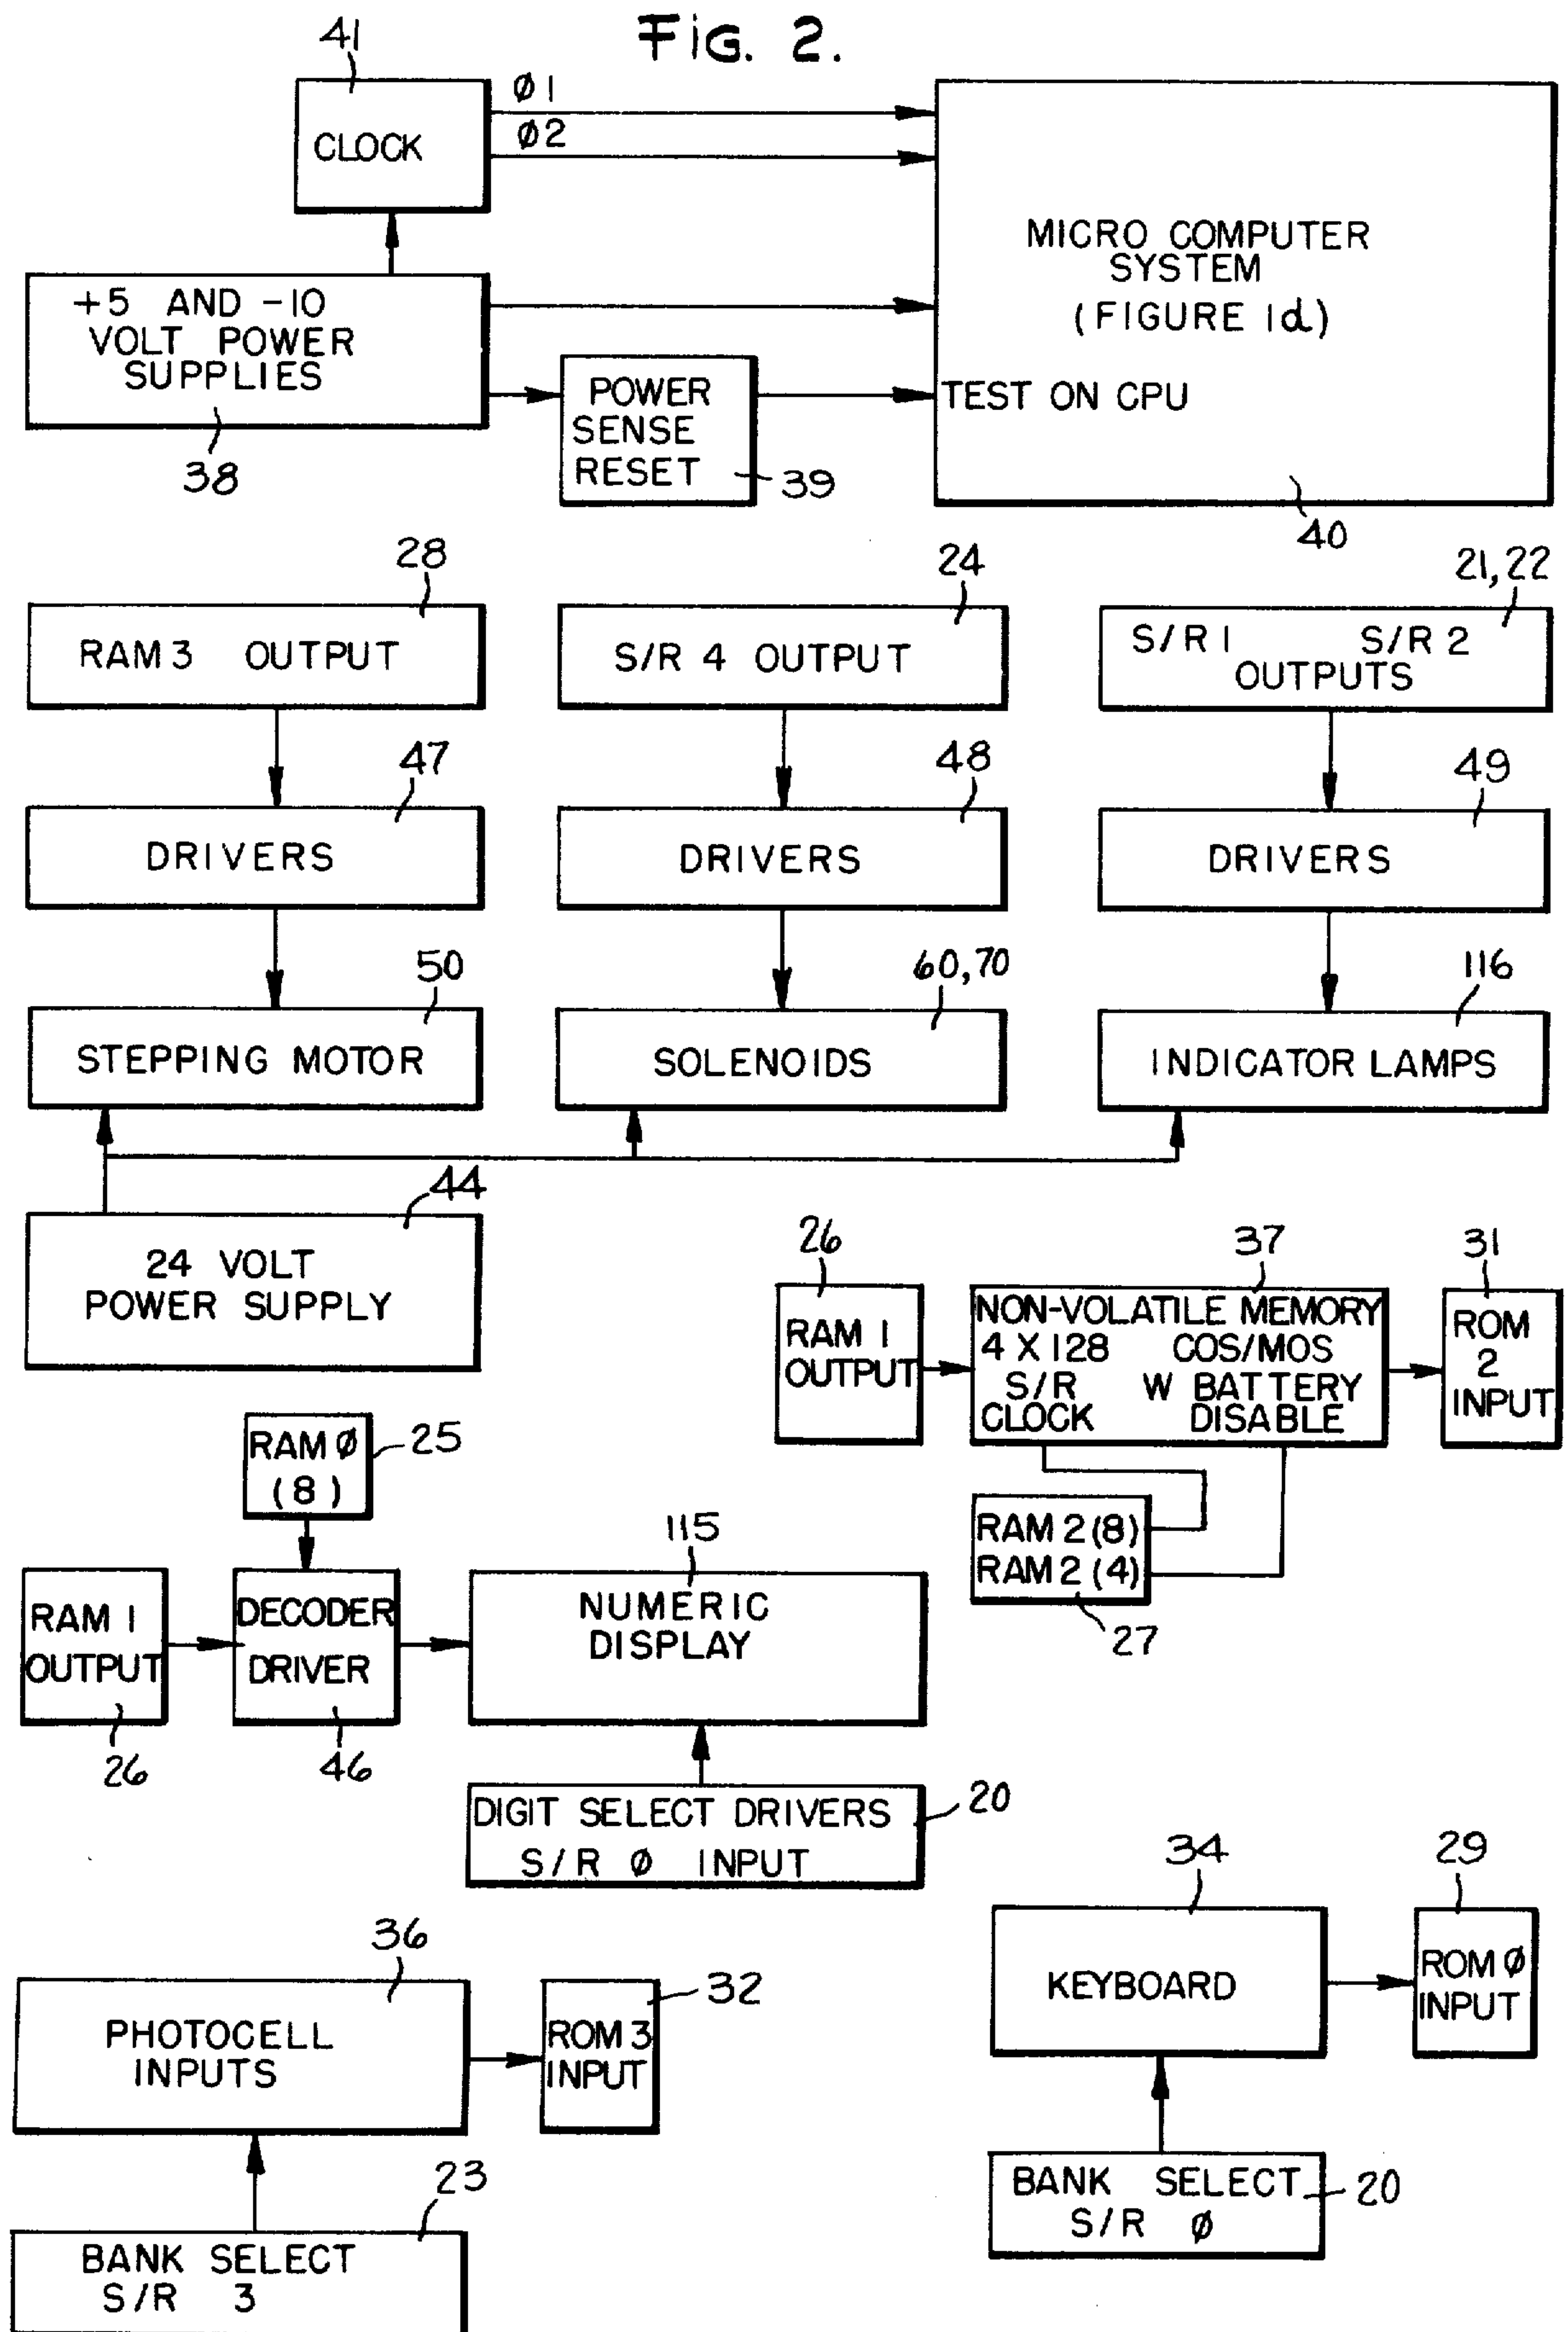 Fig. 2.
41
CLOCK
ø1
ø2
MICRO COMPUTER
SYSTEM
(FIGURE 1d)
TEST ON CPU
40
+5 AND -10
VOLT POWER
SUPPLIES
38
POWER
SENSE
RESET
39
28
RAM 3 OUTPUT
24
S/R 4 OUTPUT
21, 22
S/R 1 S/R 2
OUTPUTS
47
DRIVERS
48
DRIVERS
49
DRIVERS
50
STEPPING MOTOR
60, 70
SOLENOIDS
116
INDICATOR LAMPS
44
24 VOLT
POWER SUPPLY
26
RAM 1
OUTPUT
37
NON-VOLATILE MEMORY
4 X 128 COS/MOS
S/R W BATTERY
CLOCK DISABLE
31
ROM
2
INPUT
RAM 2 (8)
RAM 2 (4)
27
RAM ø
(8)
25
RAM 1
OUTPUT
26
DECODER
DRIVER
46
115
NUMERIC
DISPLAY
DIGIT SELECT DRIVERS
S/R ø INPUT
20
34
KEYBOARD
29
ROM ø
INPUT
BANK SELECT
S/R ø
20
36
PHOTOCELL
INPUTS
32
ROM 3
INPUT
23
BANK SELECT
S/R 3